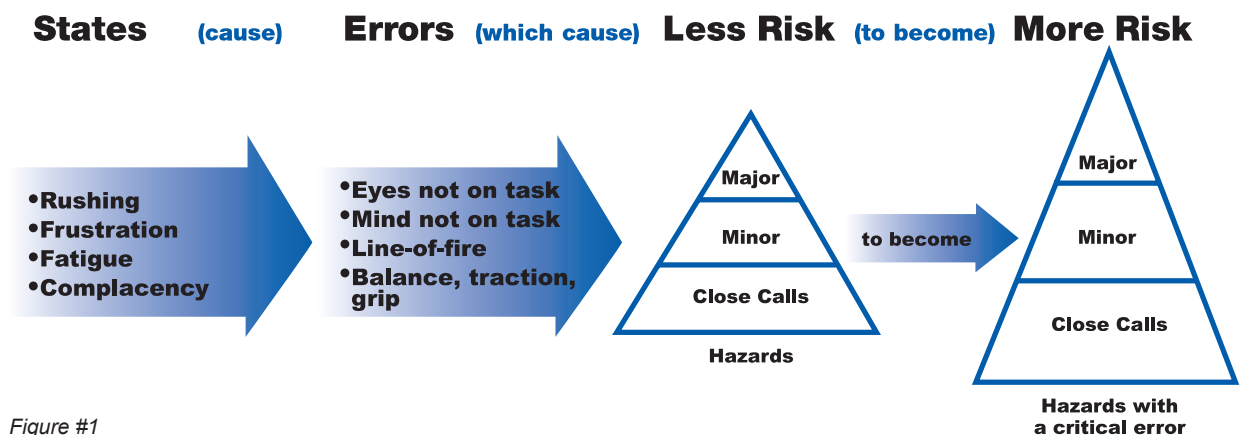 States (cause) Errors (which cause) Less Risk (to become) More Risk
•Rushing
•Frustration
•Fatigue
•Complacency
•Eyes not on task
•Mind not on task
•Line-of-fire
•Balance, traction,
grip
Major
Minor
Close Calls
Hazards
to become
Major
Minor
Close Calls
Hazards with
a critical error
Figure #1